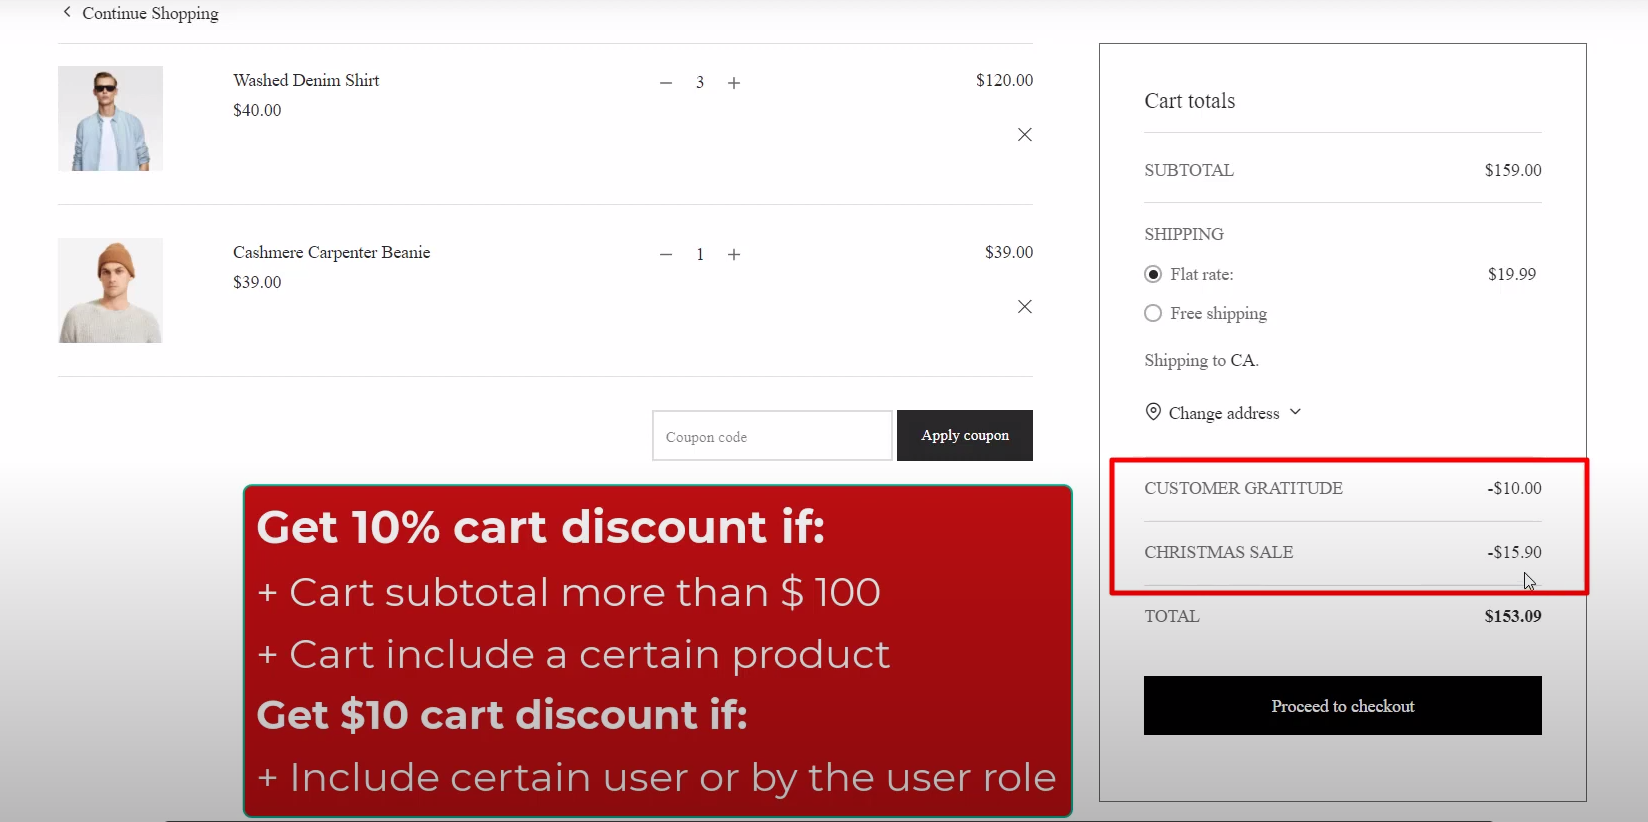 Continue Shopping
Washed Denim Shirt
$40.00
3
$120.00
Cashmere Carpenter Beanie
$39.00
1
$39.00
Coupon code
Apply coupon
Get 10% cart discount if:
+ Cart subtotal more than $ 100
+ Cart include a certain product
Get $10 cart discount if:
+ Include certain user or by the user role
Cart totals
SUBTOTAL $159.00
SHIPPING
Flat rate: $19.99
Free shipping
Shipping to CA.
Change address
CUSTOMER GRATITUDE -$10.00
CHRISTMAS SALE -$15.90
TOTAL $153.09
Proceed to checkout